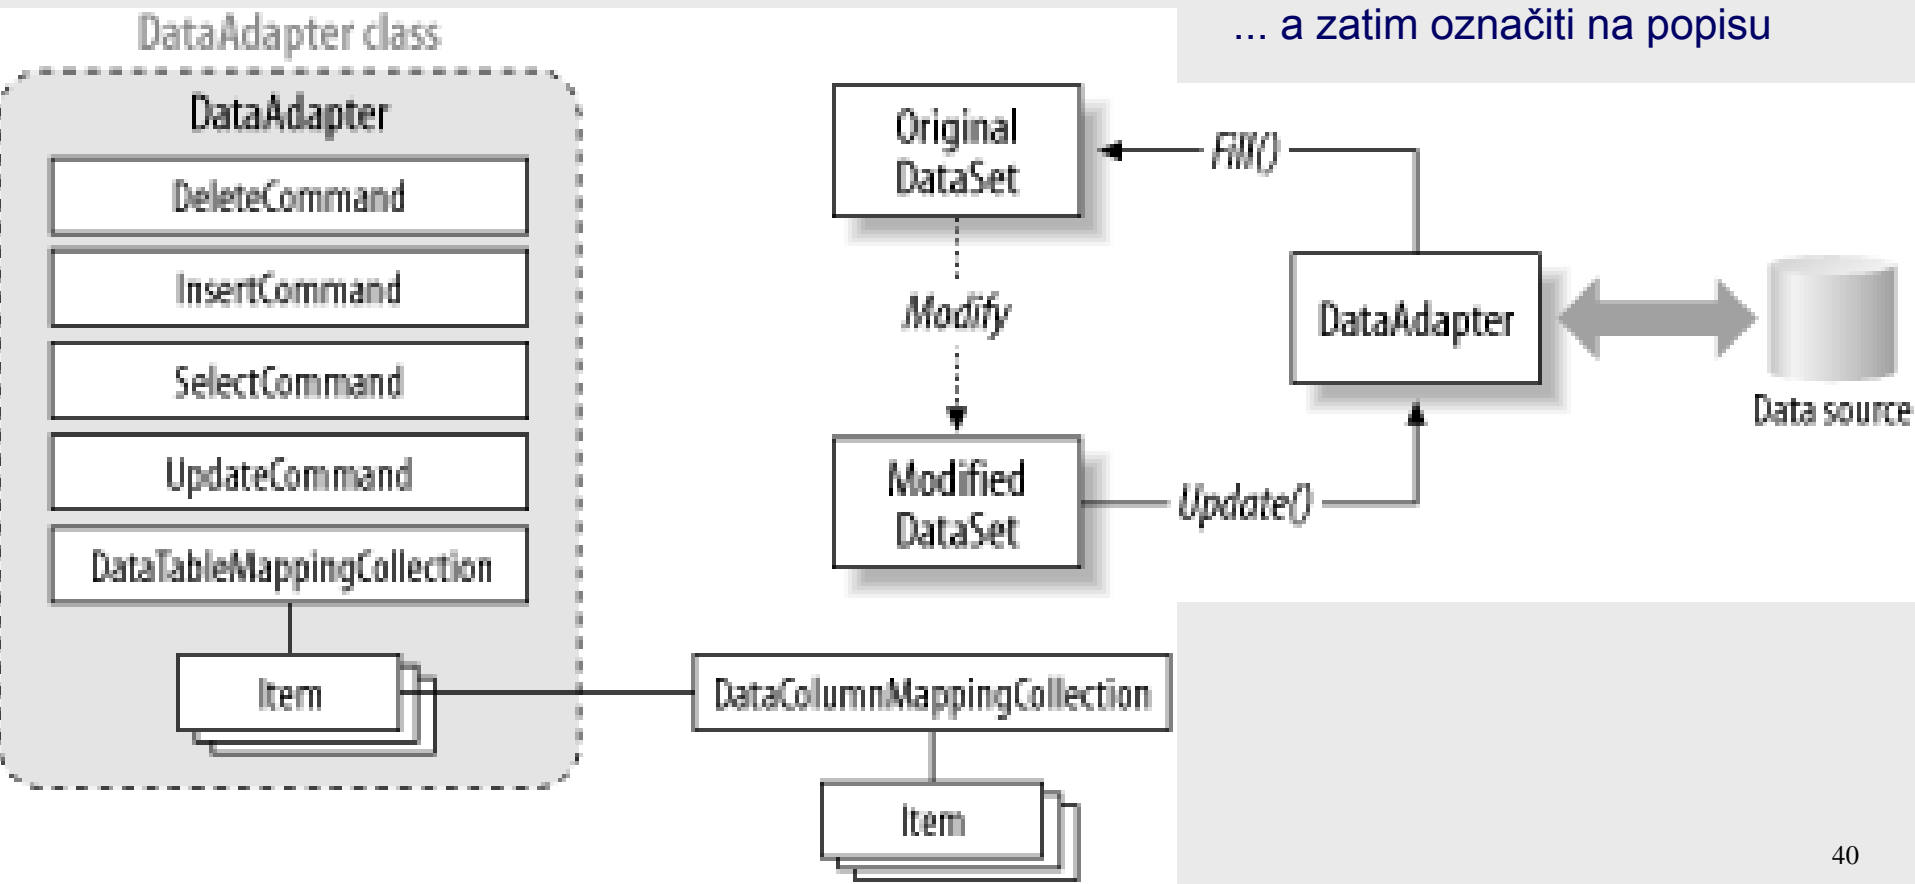 ... a zatim označiti na popisu
DataAdapter class
DataAdapter
DeleteCommand
InsertCommand
SelectCommand
UpdateCommand
DataTableMappingCollection
Item
DataColumnMappingCollection
Item
Original
DataSet
Fill()
Modify
DataAdapter
Data source
Modified
DataSet
Update()
40